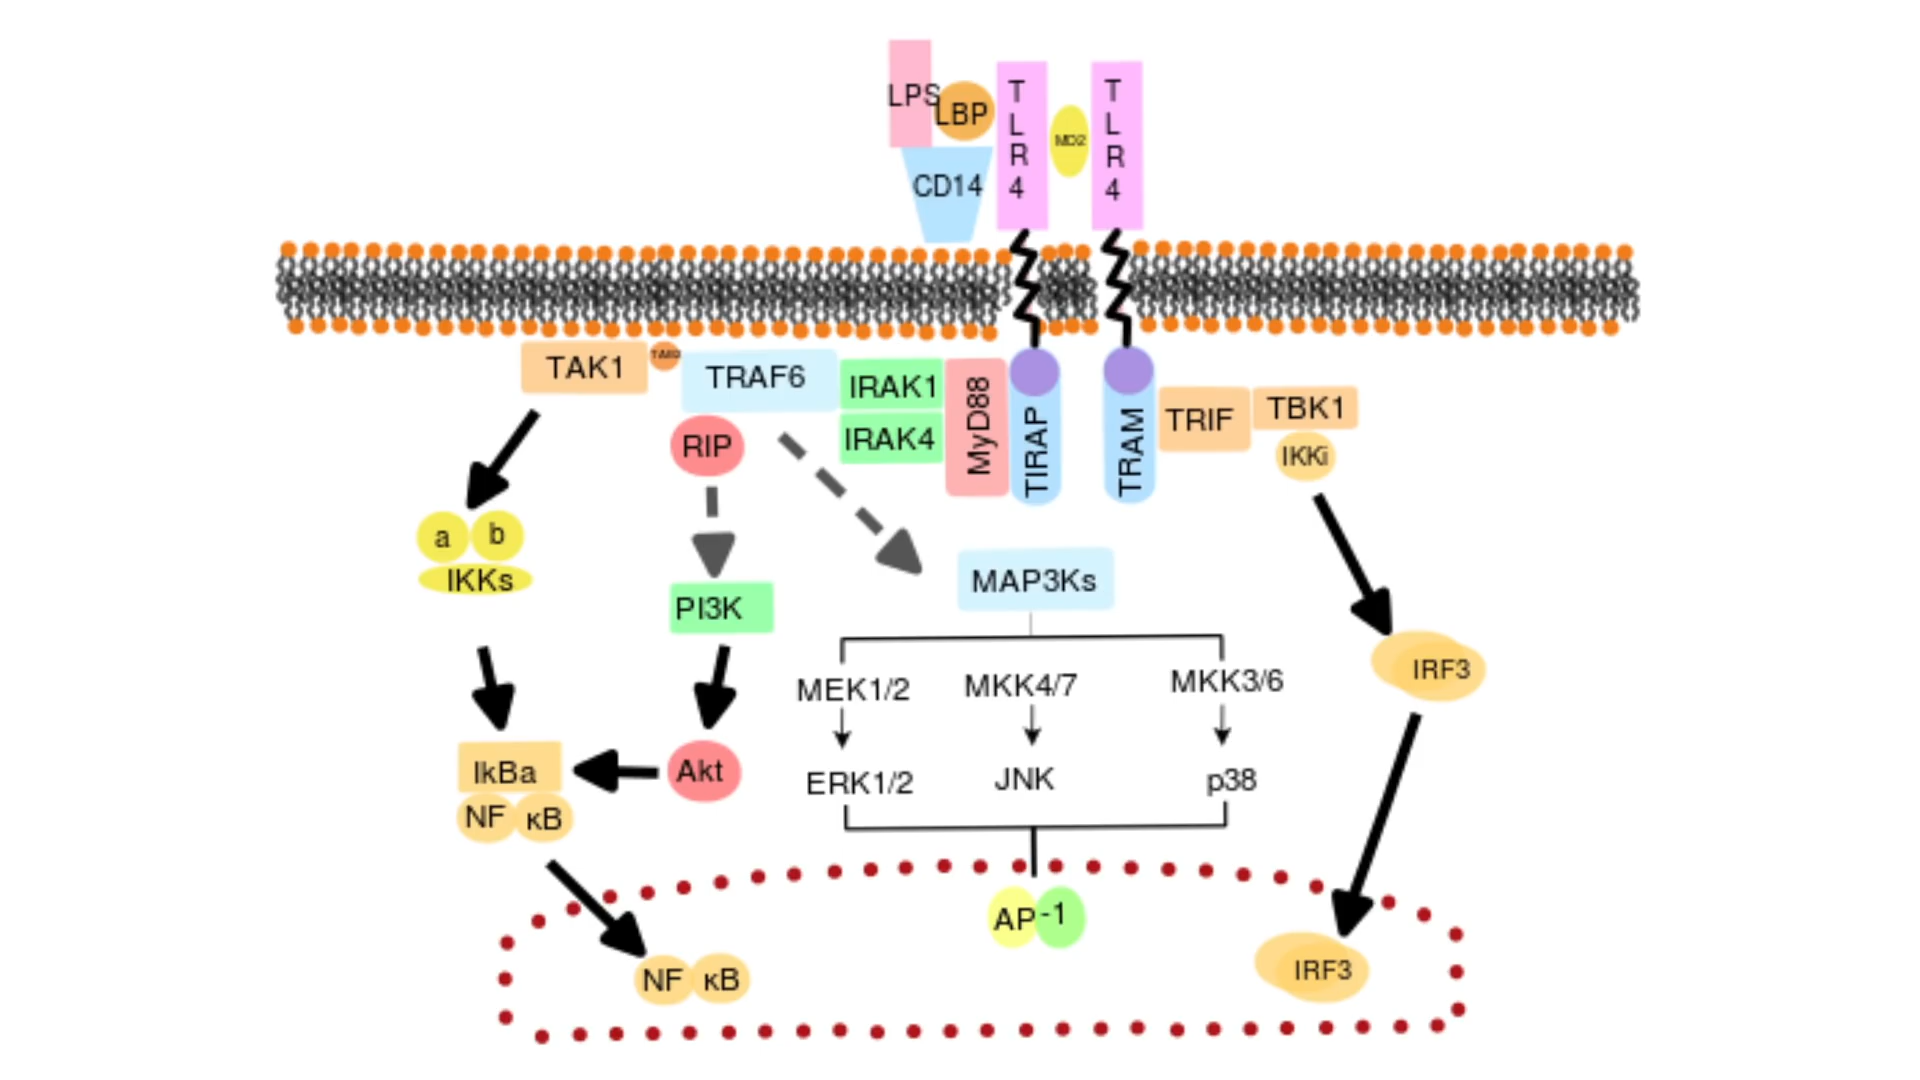 LPS
LBP
T
L
R
4
MD2
T
L
R
4
CD14
TAK1
TRAF6
IRAK1
IRAK4
MyD88
TIRAP
TRAM
TRIF
TBK1
IKKi
RIP
a b
IKKs
PI3K
MAP3Ks
MEK1/2
MKK4/7
MKK3/6
IRF3
IkBa
NF κB
Akt
ERK1/2
JNK
p38
AP -1
NF κB
IRF3